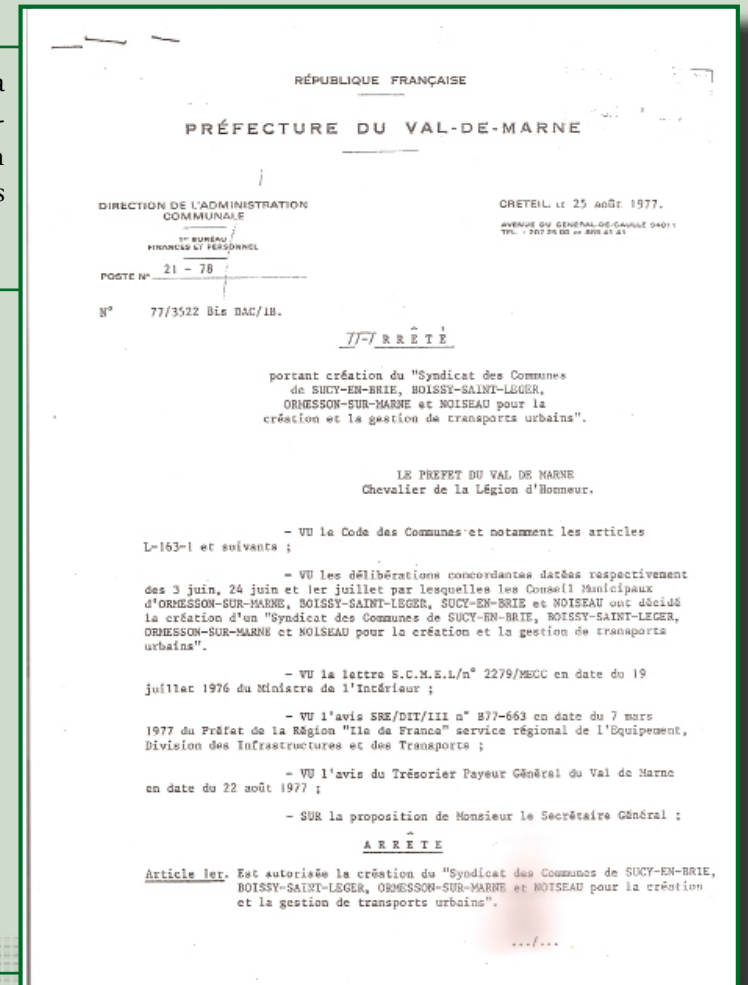 RÉPUBLIQUE FRANÇAISE
PRÉFECTURE DU VAL-DE-MARNE
DIRECTION DE L'ADMINISTRATION
COMMUNALE
1er BUREAU
FINANCES ET PERSONNEL
POSTE N° 21 - 78
CRETEIL, LE 25 août 1977.
AVENUE DU GENERAL-DE-GAULLE 94011
N° 77/3522 Bis DAC/1B.
ARRÊTÉ
portant création du "Syndicat des Communes
de SUCY-EN-BRIE, BOISSY-SAINT-LEGER,
ORMESSON-SUR-MARNE et NOISEAU pour la
création et la gestion de transports urbains".
LE PREFET DU VAL DE MARNE
Chevalier de la Légion d'Honneur.
- VU le Code des Communes et notamment les articles
L-163-1 et suivants ;
- VU les délibérations concordantes datées respectivement
des 3 juin, 24 juin et 1er juillet par lesquelles les Conseil Municipaux
d'ORMESSON-SUR-MARNE, BOISSY-SAINT-LEGER, SUCY-EN-BRIE et NOISEAU ont décidé
la création d'un "Syndicat des Communes de SUCY-EN-BRIE, BOISSY-SAINT-LEGER,
ORMESSON-SUR-MARNE et NOISEAU pour la création et la gestion de transports
urbains".
- VU la lettre S.C.M.E.L/n° 2279/MECC en date du 19
juillet 1976 du Ministre de l'Intérieur ;
- VU l'avis SRE/DIT/III n° B77-663 en date du 7 mars
1977 du Préfet de la Région "Ile de France" service régional de l'Equipement,
Division des Infrastructures et des Transports ;
- VU l'avis du Trésorier Payeur Général du Val de Marne
en date du 22 août 1977 ;
- SUR la proposition de Monsieur le Secrétaire Général ;
ARRÊTE
Article 1er. Est autorisée la création du "Syndicat des Communes de SUCY-EN-BRIE,
BOISSY-SAINT-LEGER, ORMESSON-SUR-MARNE et NOISEAU pour la création
et la gestion de transports urbains".
.../...